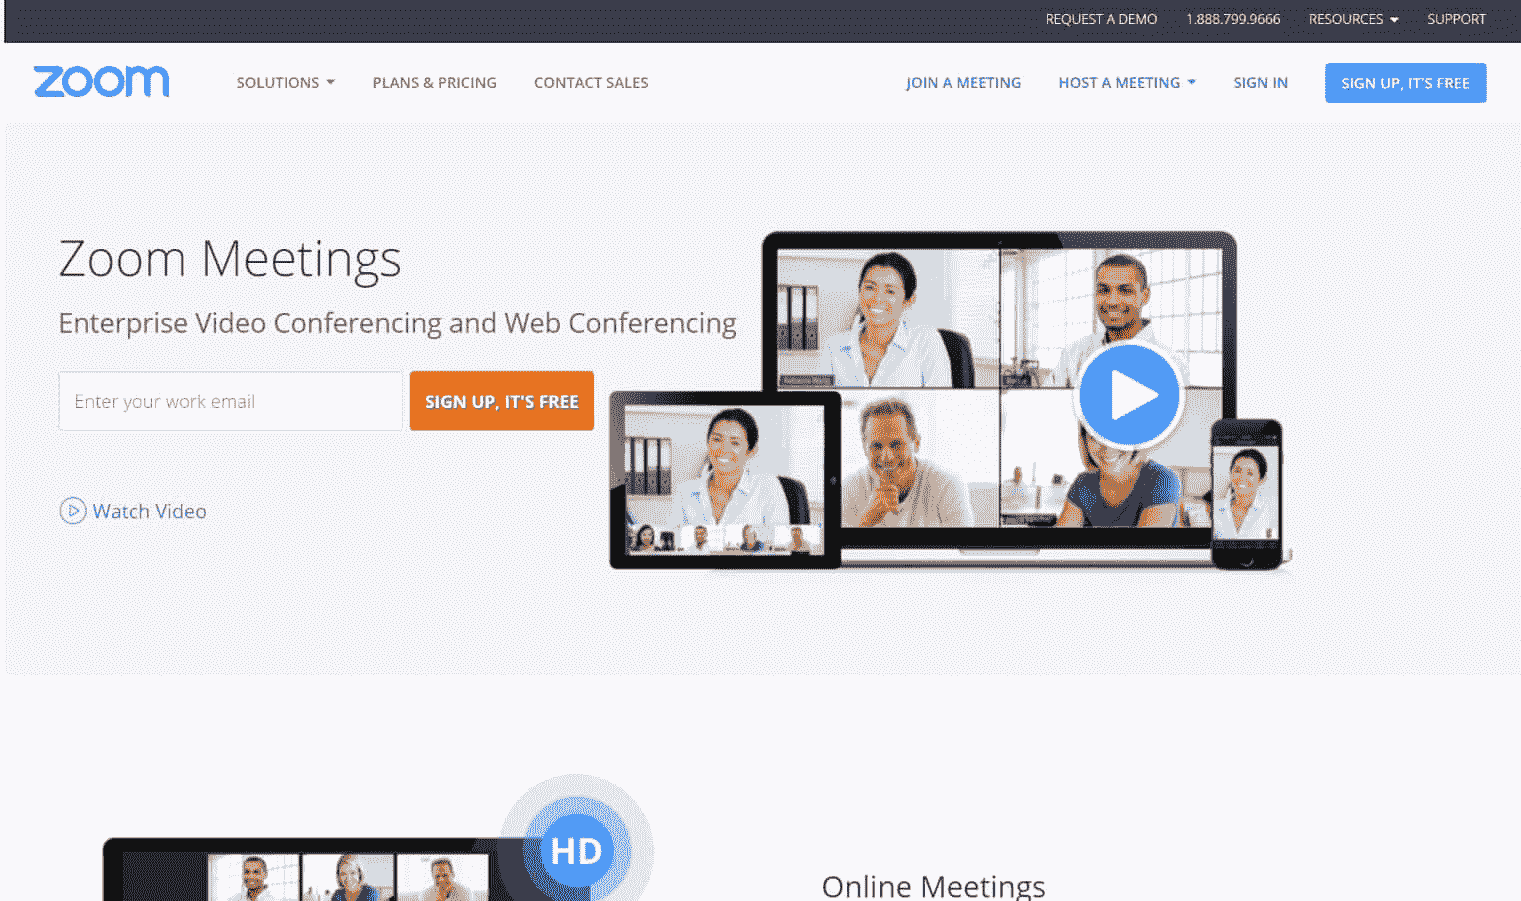 REQUEST A DEMO 1.888.799.9666 RESOURCES SUPPORT
zoom SOLUTIONS PLANS & PRICING CONTACT SALES JOIN A MEETING HOST A MEETING SIGN IN SIGN UP, IT'S FREE
Zoom Meetings
Enterprise Video Conferencing and Web Conferencing
Enter your work email SIGN UP, IT'S FREE
Watch Video
HD
Online Meetings